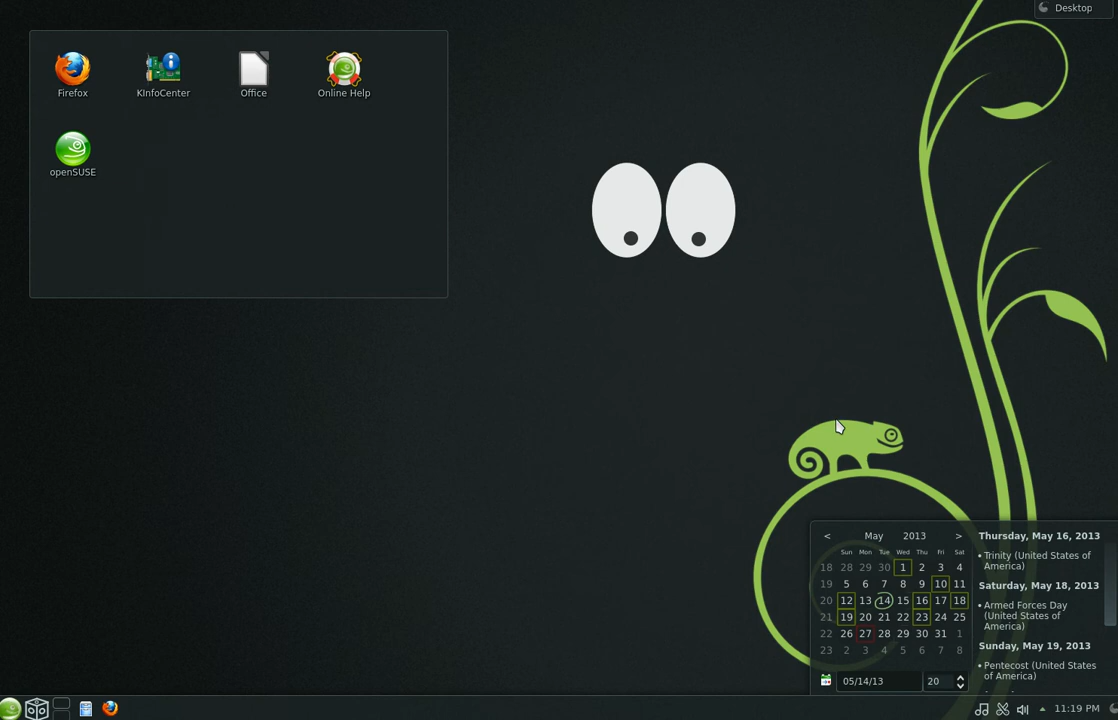 Desktop
Firefox
KInfoCenter
Office
Online Help
openSUSE
< May 2013 >
Sun Mon Tue Wed Thu Fri Sat
18 28 29 30 1 2 3 4
19 5 6 7 8 9 10 11
20 12 13 14 15 16 17 18
21 19 20 21 22 23 24 25
22 26 27 28 29 30 31 1
23 2 3 4 5 6 7 8
05/14/13 20
Thursday, May 16, 2013
• Trinity (United States of
America)
Saturday, May 18, 2013
• Armed Forces Day
(United States of
America)
Sunday, May 19, 2013
• Pentecost (United States
of America)
11:19 PM